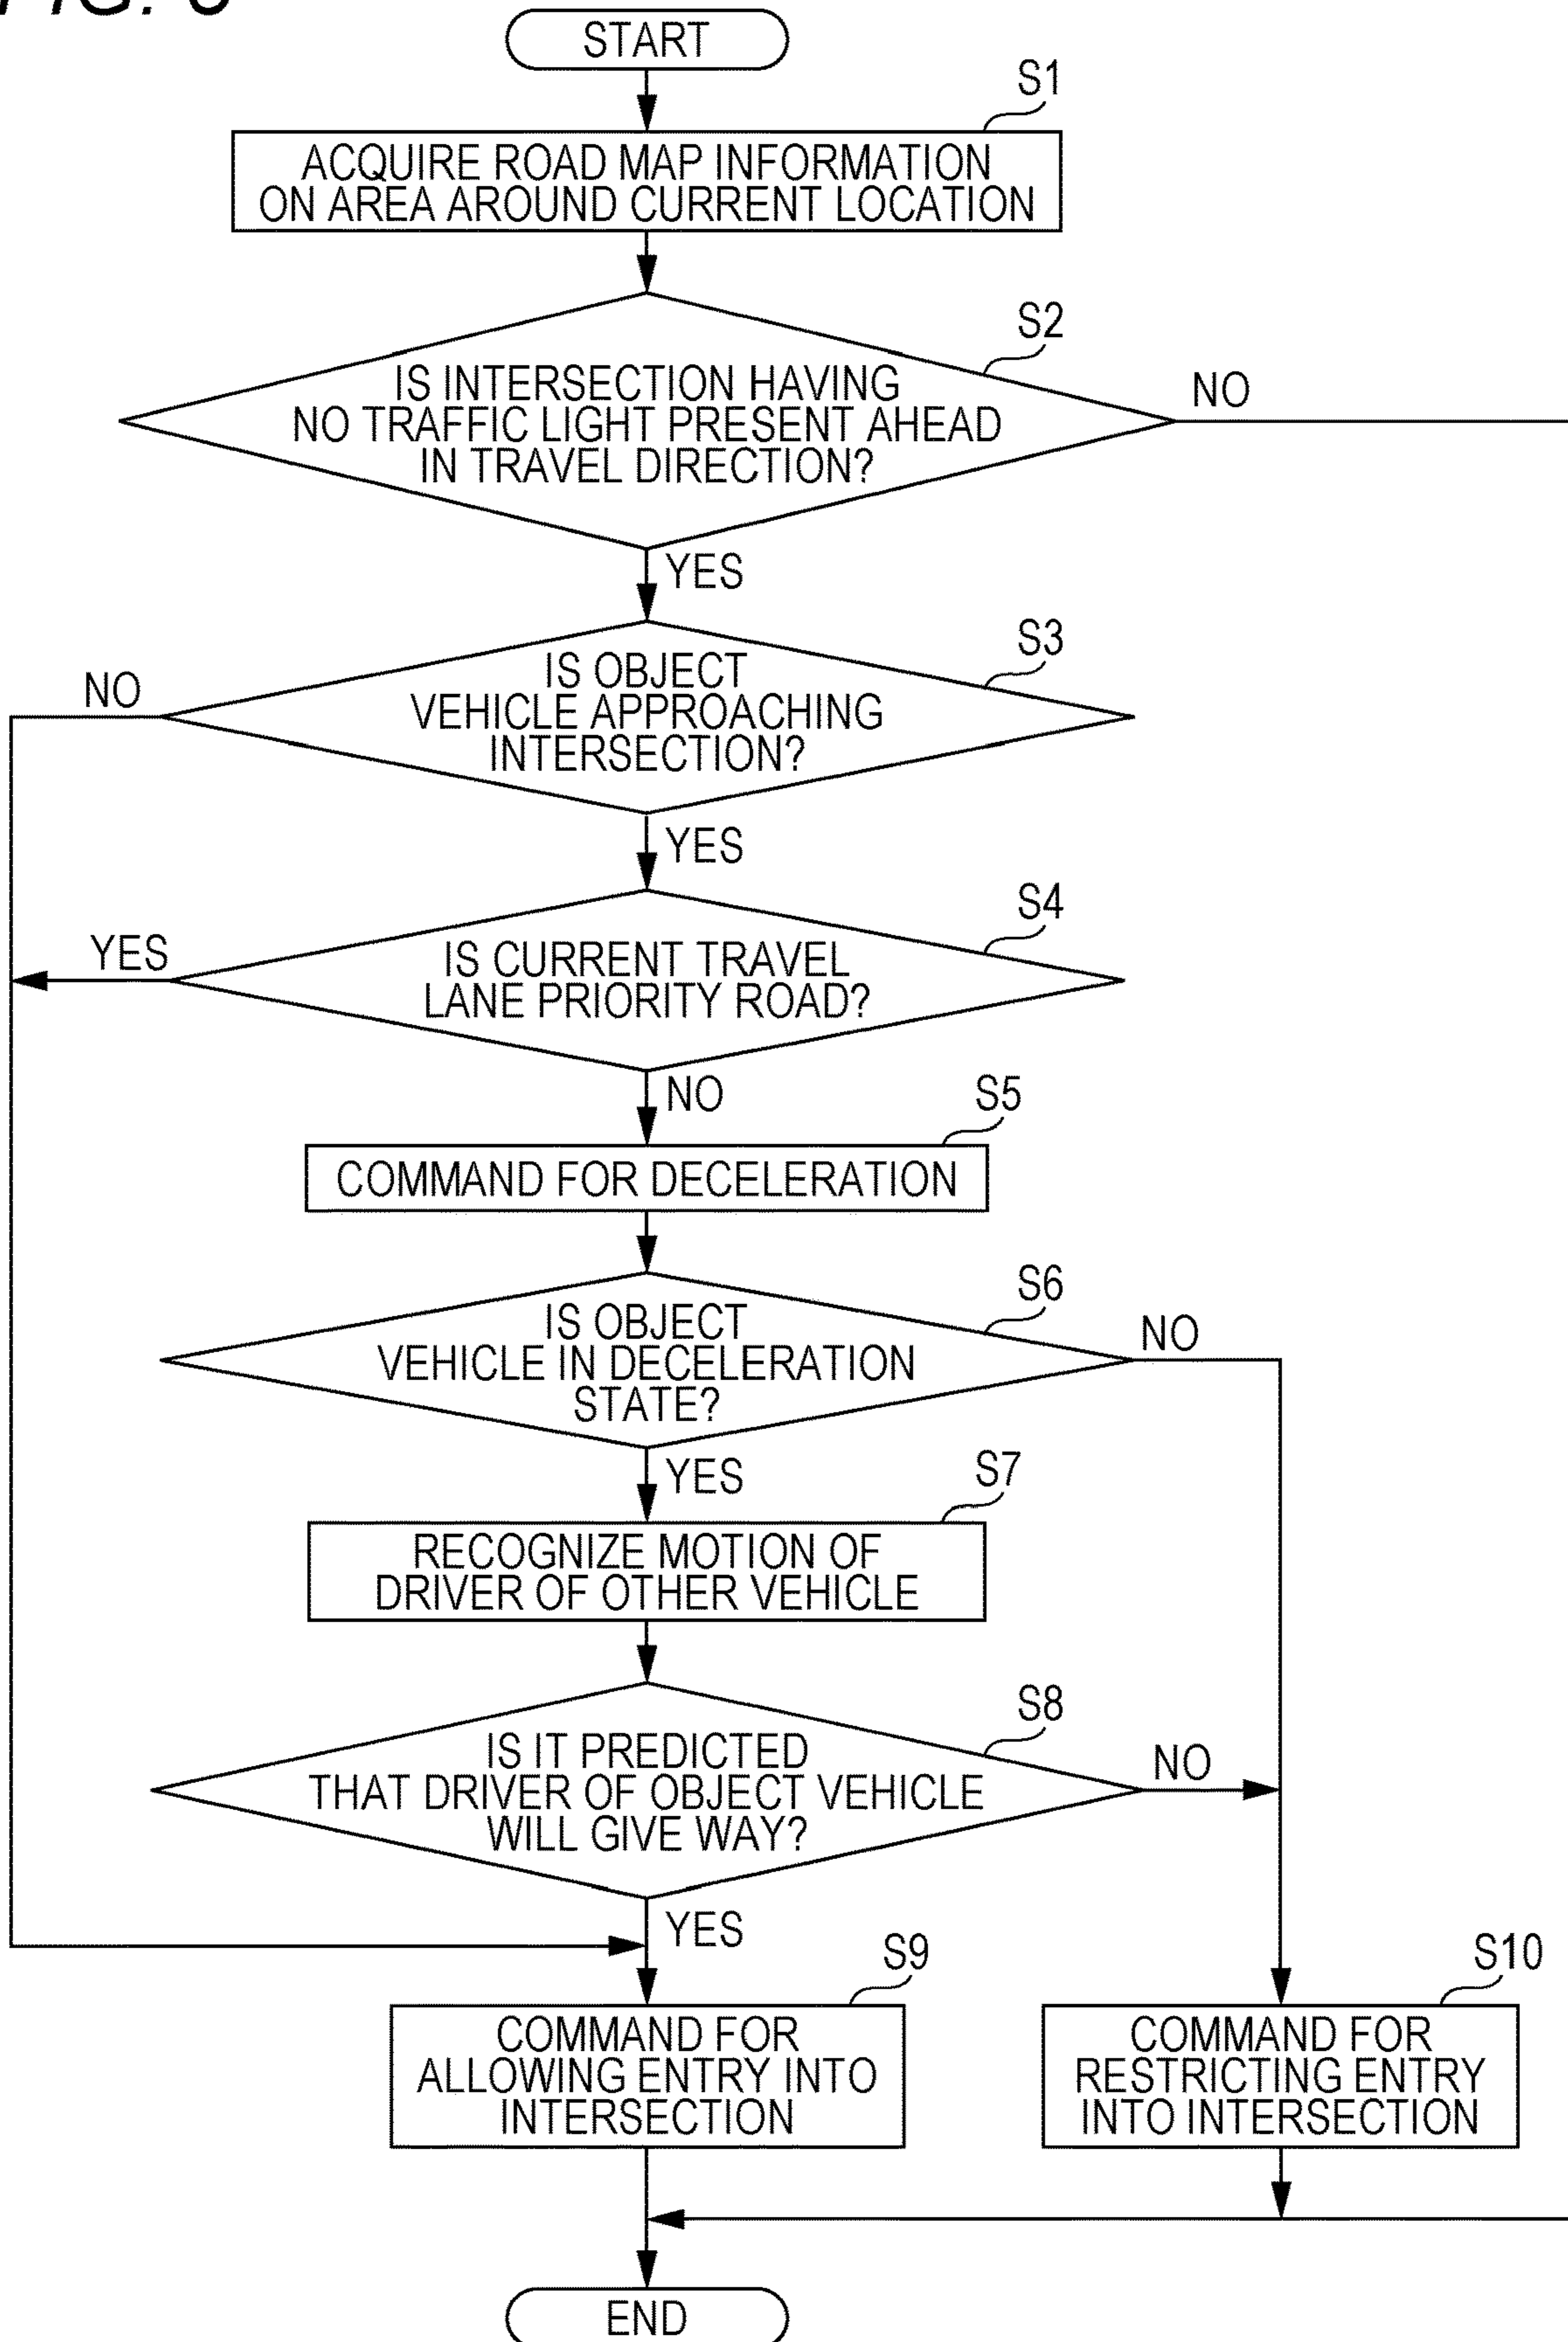 START
S1
ACQUIRE ROAD MAP INFORMATION
ON AREA AROUND CURRENT LOCATION
S2
IS INTERSECTION HAVING
NO TRAFFIC LIGHT PRESENT AHEAD
IN TRAVEL DIRECTION?
NO
YES
S3
IS OBJECT
VEHICLE APPROACHING
INTERSECTION?
NO
YES
S4
IS CURRENT TRAVEL
LANE PRIORITY ROAD?
YES
NO
S5
COMMAND FOR DECELERATION
S6
IS OBJECT
VEHICLE IN DECELERATION
STATE?
NO
YES
S7
RECOGNIZE MOTION OF
DRIVER OF OTHER VEHICLE
S8
IS IT PREDICTED
THAT DRIVER OF OBJECT VEHICLE
WILL GIVE WAY?
NO
YES
S9
COMMAND FOR
ALLOWING ENTRY INTO
INTERSECTION
S10
COMMAND FOR
RESTRICTING ENTRY
INTO INTERSECTION
END